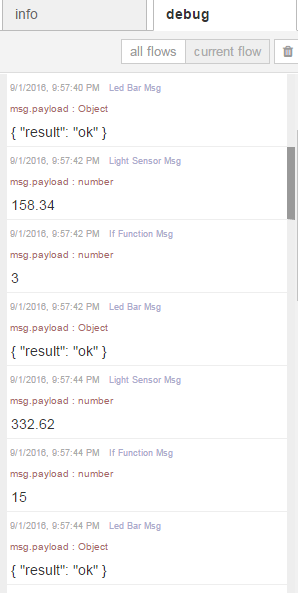 info debug
all flows current flow
9/1/2016, 9:57:40 PM Led Bar Msg
msg.payload : Object
{ "result": "ok" }
9/1/2016, 9:57:42 PM Light Sensor Msg
msg.payload : number
158.34
9/1/2016, 9:57:42 PM If Function Msg
msg.payload : number
3
9/1/2016, 9:57:42 PM Led Bar Msg
msg.payload : Object
{ "result": "ok" }
9/1/2016, 9:57:44 PM Light Sensor Msg
msg.payload : number
332.62
9/1/2016, 9:57:44 PM If Function Msg
msg.payload : number
15
9/1/2016, 9:57:44 PM Led Bar Msg
msg.payload : Object
{ "result": "ok" }